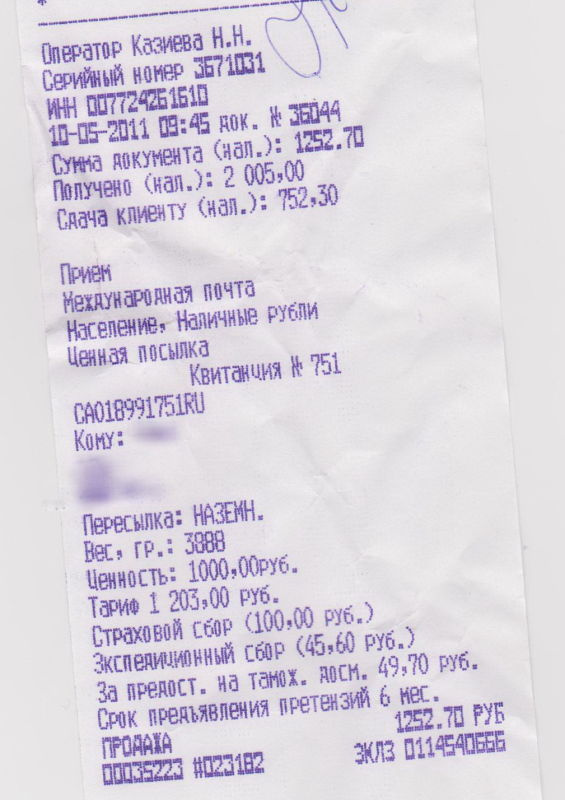 Оператор Казиева Н.Н.
Серийный номер 3671031
ИНН 007724261610
10-05-2011 09:45 док. № 36044
Сумма документа (нал.): 1252.70
Получено (нал.): 2 005,00
Сдача клиенту (нал.): 752,30
Прием
Международная почта
Население, Наличные рубли
Ценная посылка
Квитанция № 751
CA018991751RU
Кому:
Пересылка: НАЗЕМН.
Вес, гр.: 3888
Ценность: 1000,00руб.
Тариф 1 203,00 руб.
Страховой сбор (100,00 руб.)
Экспедиционный сбор (45,60 руб.)
За предост. на тамож. досм. 49,70 руб.
Срок предъявления претензий 6 мес.
1252.70 РУБ
ПРОДАЖА
00035223 #023182 ЭКЛЗ 0114540666